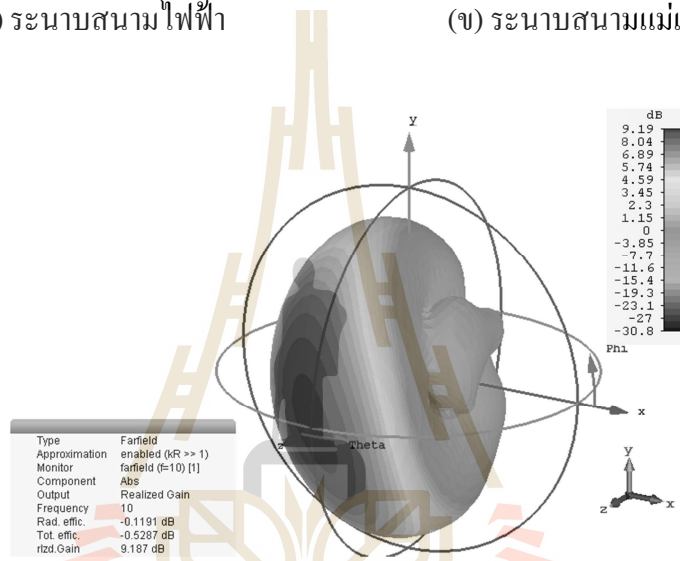 ) ระนาบสนามไฟฟ้า
(ข) ระนาบสนามแม่เ
y
dB
9.19
8.04
6.89
5.74
4.59
3.45
2.3
1.15
0
-3.85
-7.7
-11.6
-15.4
-19.3
-23.1
-27
-30.8
Phi
x
z
Theta
Type Farfield
Approximation enabled (kR >> 1)
Monitor farfield (f=10) [1]
Component Abs
Output Realized Gain
Frequency 10
Rad. effic. -0.1191 dB
Tot. effic. -0.5287 dB
rlzd.Gain 9.187 dB
y
z
x